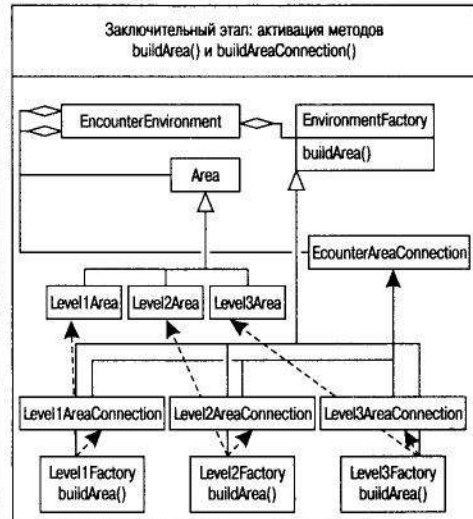 Заключительный этап: активация методов
buildArea() и buildAreaConnection()
EncounterEnvironment
EnvironmentFactory
buildArea()
Area
EcounterAreaConnection
Level1Area
Level2Area
Level3Area
Level1AreaConnection
Level2AreaConnection
Level3AreaConnection
Level1Factory
buildArea()
Level2Factory
buildArea()
Level3Factory
buildArea()